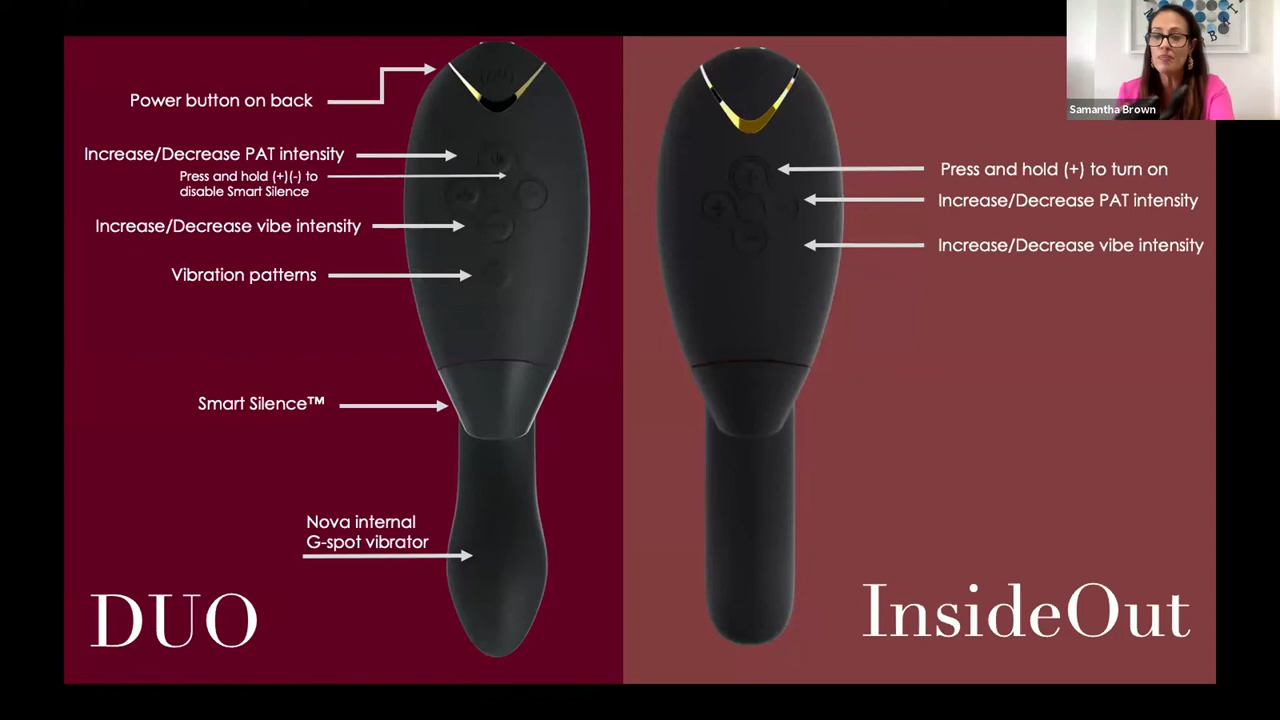 Power button on back
Increase/Decrease PAT intensity
Press and hold (+)(-) to
disable Smart Silence
Increase/Decrease vibe intensity
Vibration patterns
Smart Silence™
Nova internal
G-spot vibrator
DUO
Press and hold (+) to turn on
Increase/Decrease PAT intensity
Increase/Decrease vibe intensity
InsideOut
Samantha Brown